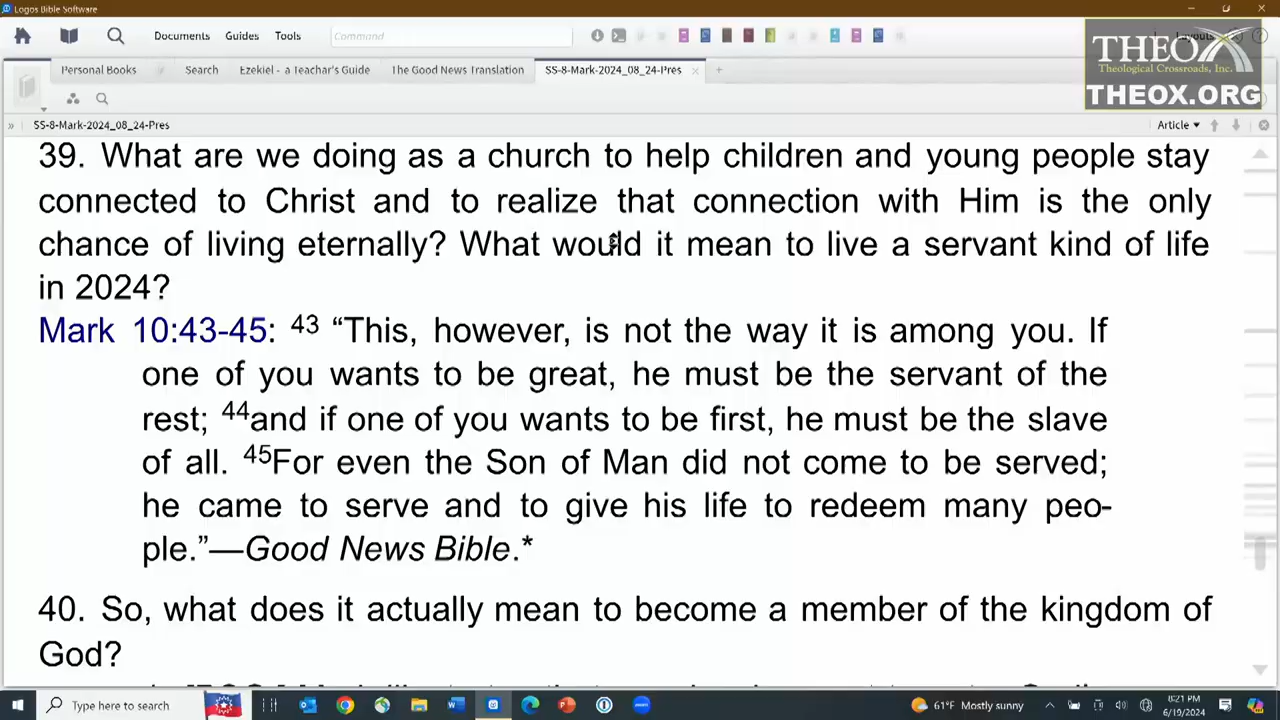 Logos Bible Software
Documents Guides Tools Command
THEOX
Theological Crossroads, Inc.
THEOX.ORG
Personal Books Search Ezekiel - a Teacher's Guide SS-8-Mark-2024_08_24-Pres
SS-8-Mark-2024_08_24-Pres Article
39. What are we doing as a church to help children and young people stay
connected to Christ and to realize that connection with Him is the only
chance of living eternally? What would it mean to live a servant kind of life
in 2024?
Mark 10:43-45: 43 “This, however, is not the way it is among you. If
one of you wants to be great, he must be the servant of the
rest; 44and if one of you wants to be first, he must be the slave
of all. 45For even the Son of Man did not come to be served;
he came to serve and to give his life to redeem many peo-
ple.”—Good News Bible.*
40. So, what does it actually mean to become a member of the kingdom of
God?
Type here to search
61°F Mostly sunny
8:21 PM
6/19/2024